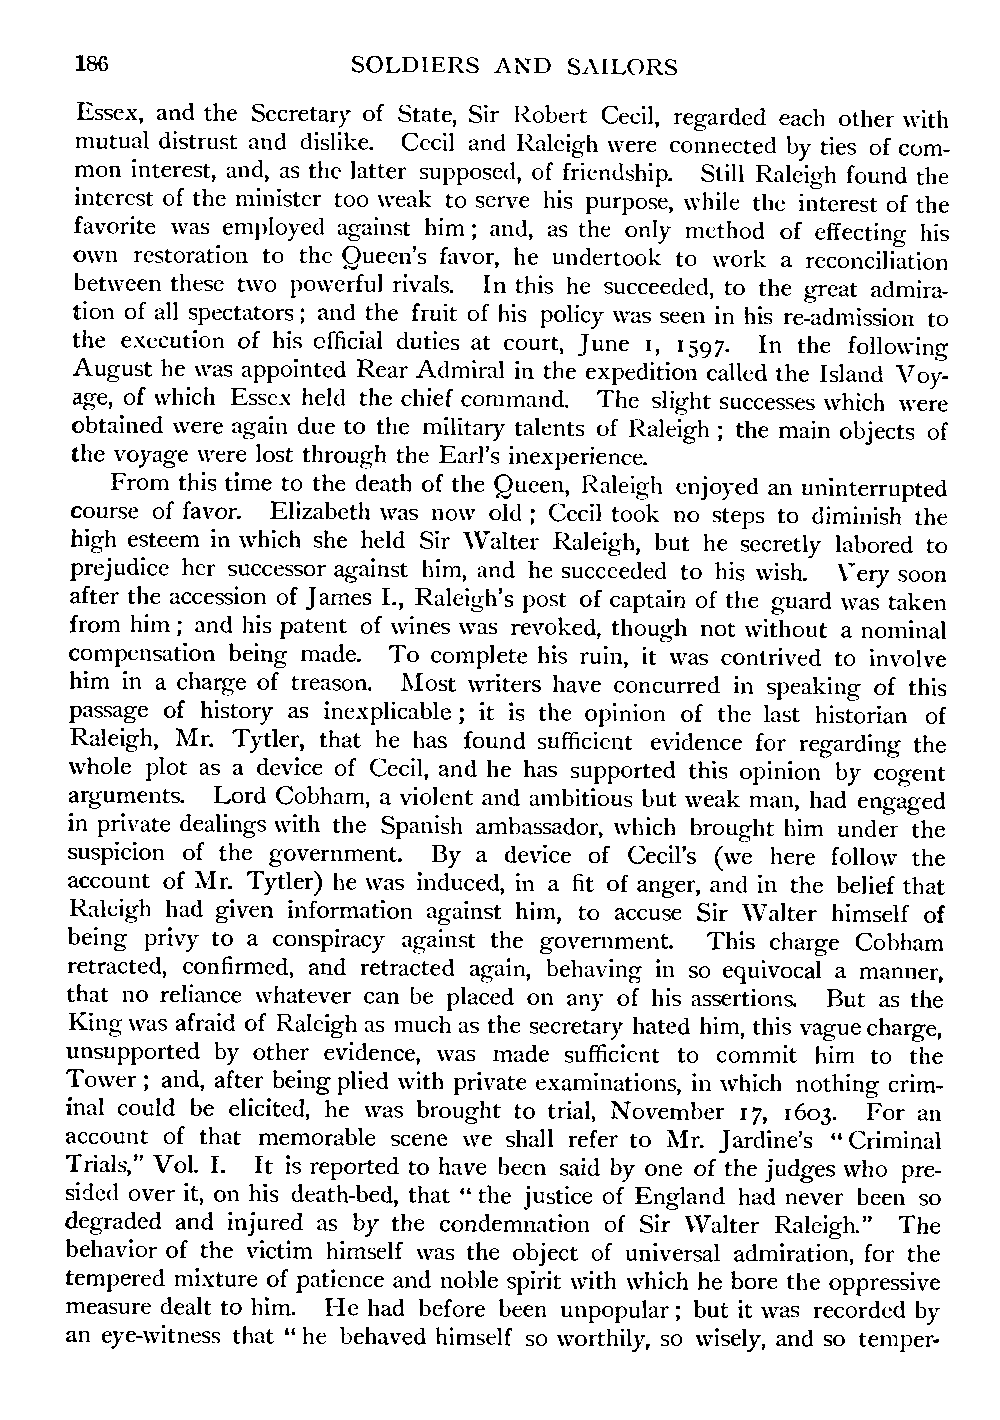 186 SOLDIERS AND SAILORS
Essex, and the Secretary of State, Sir Robert Cecil, regarded each other with
mutual distrust and dislike. Cecil and Raleigh were connected by ties of com-
mon interest, and, as the latter supposed, of friendship. Still Raleigh found the
interest of the minister too weak to serve his purpose, while the interest of the
favorite was employed against him; and, as the only method of effecting his
own restoration to the Queen's favor, he undertook to work a reconciliation
between these two powerful rivals. In this he succeeded, to the great admira-
tion of all spectators; and the fruit of his policy was seen in his re-admission to
the execution of his official duties at court, June 1, 1597. In the following
August he was appointed Rear Admiral in the expedition called the Island Voy-
age, of which Essex held the chief command. The slight successes which were
obtained were again due to the military talents of Raleigh; the main objects of
the voyage were lost through the Earl's inexperience.
From this time to the death of the Queen, Raleigh enjoyed an uninterrupted
course of favor. Elizabeth was now old; Cecil took no steps to diminish the
high esteem in which she held Sir Walter Raleigh, but he secretly labored to
prejudice her successor against him, and he succeeded to his wish. Very soon
after the accession of James I., Raleigh's post of captain of the guard was taken
from him; and his patent of wines was revoked, though not without a nominal
compensation being made. To complete his ruin, it was contrived to involve
him in a charge of treason. Most writers have concurred in speaking of this
passage of history as inexplicable; it is the opinion of the last historian of
Raleigh, Mr. Tytler, that he has found sufficient evidence for regarding the
whole plot as a device of Cecil, and he has supported this opinion by cogent
arguments. Lord Cobham, a violent and ambitious but weak man, had engaged
in private dealings with the Spanish ambassador, which brought him under the
suspicion of the government. By a device of Cecil's (we here follow the
account of Mr. Tytler) he was induced, in a fit of anger, and in the belief that
Raleigh had given information against him, to accuse Sir Walter himself of
being privy to a conspiracy against the government. This charge Cobham
retracted, confirmed, and retracted again, behaving in so equivocal a manner,
that no reliance whatever can be placed on any of his assertions. But as the
King was afraid of Raleigh as much as the secretary hated him, this vague charge,
unsupported by other evidence, was made sufficient to commit him to the
Tower; and, after being plied with private examinations, in which nothing crim-
inal could be elicited, he was brought to trial, November 17, 1603. For an
account of that memorable scene we shall refer to Mr. Jardine's "Criminal
Trials," Vol. I. It is reported to have been said by one of the judges who pre-
sided over it, on his death-bed, that "the justice of England had never been so
degraded and injured as by the condemnation of Sir Walter Raleigh." The
behavior of the victim himself was the object of universal admiration, for the
tempered mixture of patience and noble spirit with which he bore the oppressive
measure dealt to him. He had before been unpopular; but it was recorded by
an eye-witness that "he behaved himself so worthily, so wisely, and so temper-